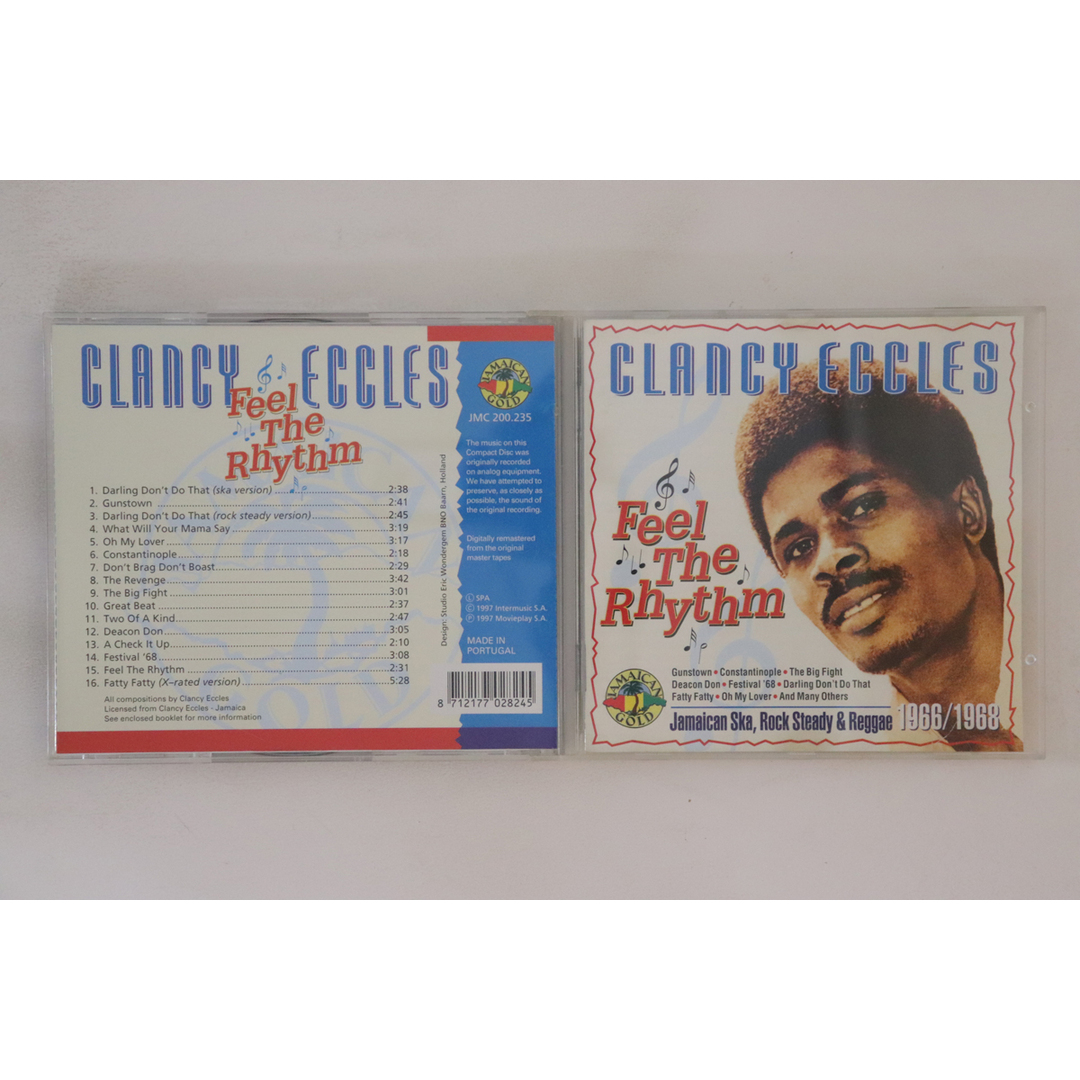 CLANCY ECCLES
Feel
The
Rhythm
1. Darling Don't Do That (ska version) 2:38
2. Gunstown 2:41
3. Darling Don't Do That (rock steady version) 2:45
4. What Will Your Mama Say 3:19
5. Oh My Lover 3:17
6. Constantinople 2:18
7. Don't Brag Don't Boast 2:29
8. The Revenge 3:42
9. The Big Fight 3:01
10. Great Beat 2:37
11. Two Of A Kind 2:47
12. Deacon Don 3:05
13. A Check It Up 2:10
14. Festival '68 3:08
15. Feel The Rhythm 2:31
16. Fatty Fatty (X-rated version) 5:28
All compositions by Clancy Eccles
Licensed from Clancy Eccles - Jamaica
See enclosed booklet for more information
Design: Studio Eric Wondergem BNO Baarn, Holland
JAMAICAN
GOLD
JMC 200.235
The music on this
Compact Disc was
originally recorded
on analog equipment.
We have attempted to
preserve, as closely as
possible, the sound of
the original recording.
Digitally remastered
from the original
master tapes
Ⓛ SPA
© 1997 Intermusic S.A.
℗ 1997 Movieplay S.A.
MADE IN
PORTUGAL
8 712177 028245
CLANCY ECCLES
Feel
The
Rhythm
Gunstown • Constantinople • The Big Fight
Deacon Don • Festival '68 • Darling Don't Do That
Fatty Fatty • Oh My Lover • And Many Others
JAMAICAN
GOLD
Jamaican Ska, Rock Steady & Reggae 1966/1968